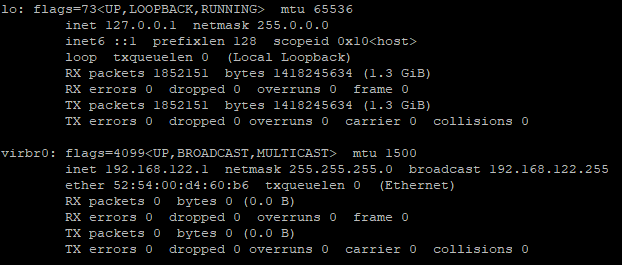 lo: flags=73<UP,LOOPBACK,RUNNING>  mtu 65536
        inet 127.0.0.1  netmask 255.0.0.0
        inet6 ::1  prefixlen 128  scopeid 0x10<host>
        loop  txqueuelen 0  (Local Loopback)
        RX packets 1852151  bytes 1418245634 (1.3 GiB)
        RX errors 0  dropped 0  overruns 0  frame 0
        TX packets 1852151  bytes 1418245634 (1.3 GiB)
        TX errors 0  dropped 0 overruns 0  carrier 0  collisions 0

virbr0: flags=4099<UP,BROADCAST,MULTICAST>  mtu 1500
        inet 192.168.122.1  netmask 255.255.255.0  broadcast 192.168.122.255
        ether 52:54:00:d4:60:b6  txqueuelen 0  (Ethernet)
        RX packets 0  bytes 0 (0.0 B)
        RX errors 0  dropped 0  overruns 0  frame 0
        TX packets 0  bytes 0 (0.0 B)
        TX errors 0  dropped 0 overruns 0  carrier 0  collisions 0